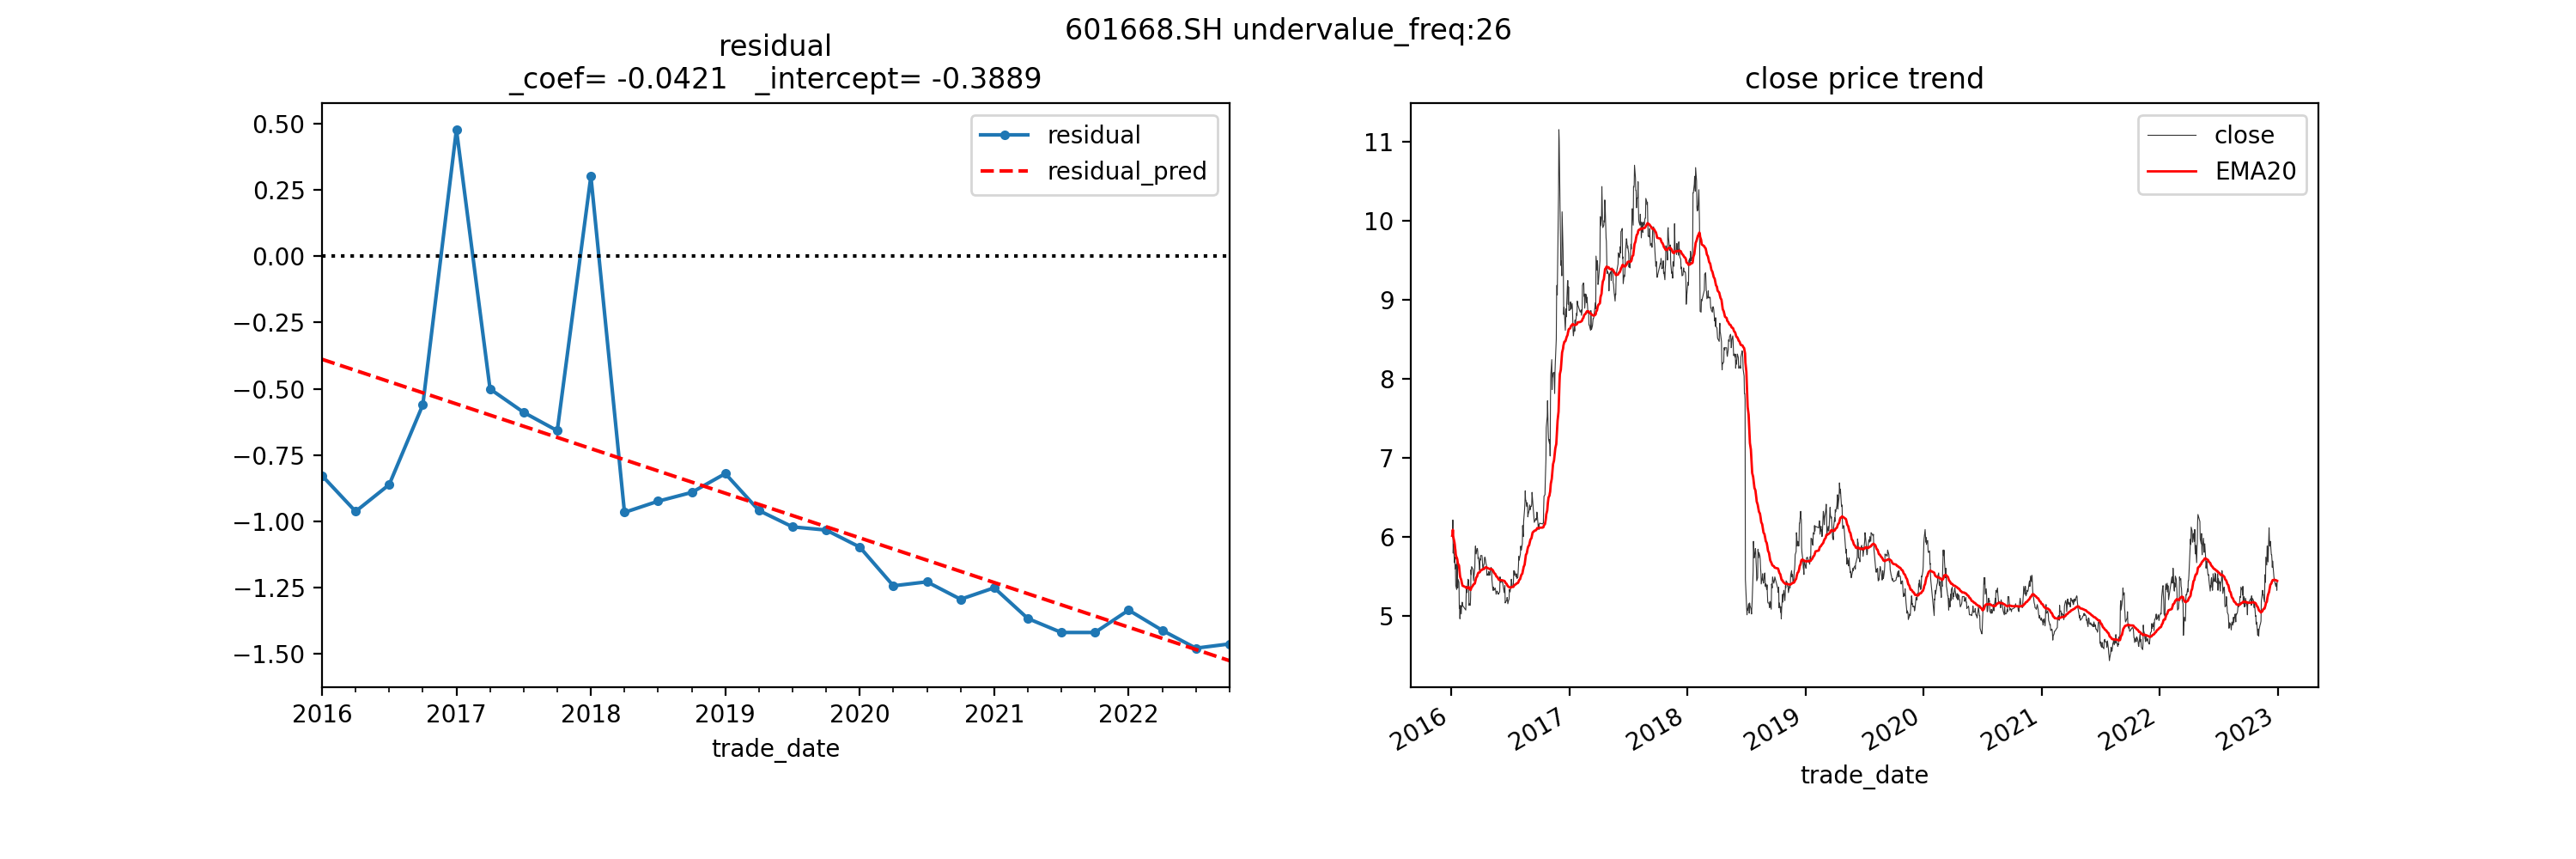 601668.SH undervalue_freq:26
residual
_coef= -0.0421 _intercept= -0.3889
residual
residual_pred
0.50
0.25
0.00
−0.25
−0.50
−0.75
−1.00
−1.25
−1.50
2016 2017 2018 2019 2020 2021 2022
trade_date
close price trend
close
EMA20
11
10
9
8
7
6
5
2016 2017 2018 2019 2020 2021 2022 2023
trade_date